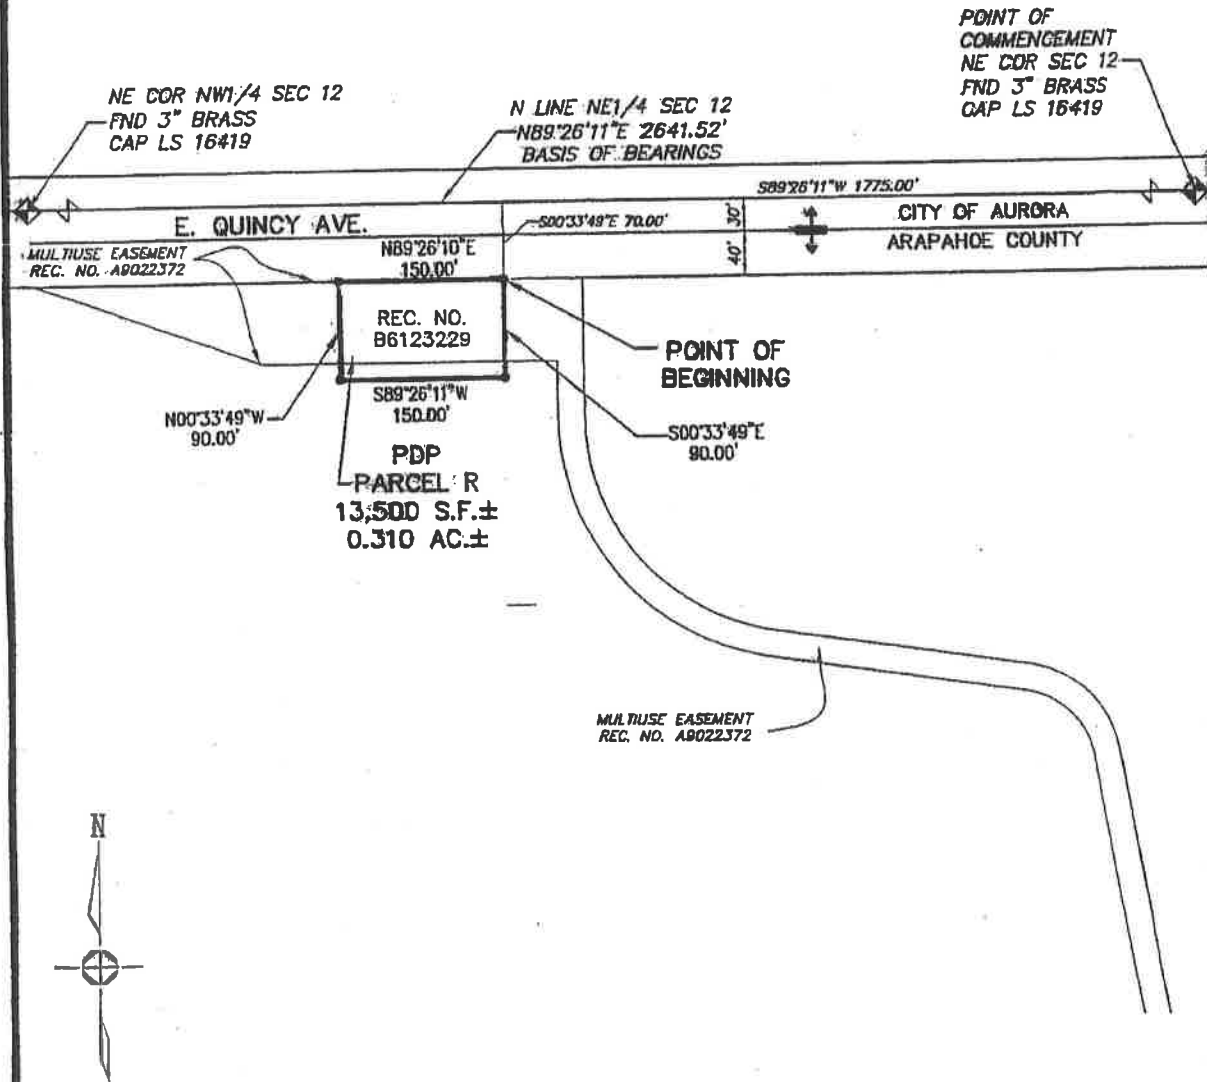 POINT OF
COMMENCEMENT
NE COR SEC 12
FND 3" BRASS
CAP LS 16419
NE COR NW1/4 SEC 12
FND 3" BRASS
CAP LS 16419
N LINE NE1/4 SEC 12
N89°26'11"E 2641.52'
BASIS OF BEARINGS
S89°26'11"W 1775.00'
E. QUINCY AVE.
S00°33'49"E 70.00'
30'
40'
CITY OF AURORA
ARAPAHOE COUNTY
MULTIUSE EASEMENT
REC. NO. A9022372
N89°26'10"E
150.00'
REC. NO.
B6123229
POINT OF
BEGINNING
N00°33'49"W
90.00'
S89°26'11"W
150.00'
S00°33'49"E
90.00'
PDP
PARCEL R
13,500 S.F.±
0.310 AC.±
MULTIUSE EASEMENT
REC. NO. A9022372
N